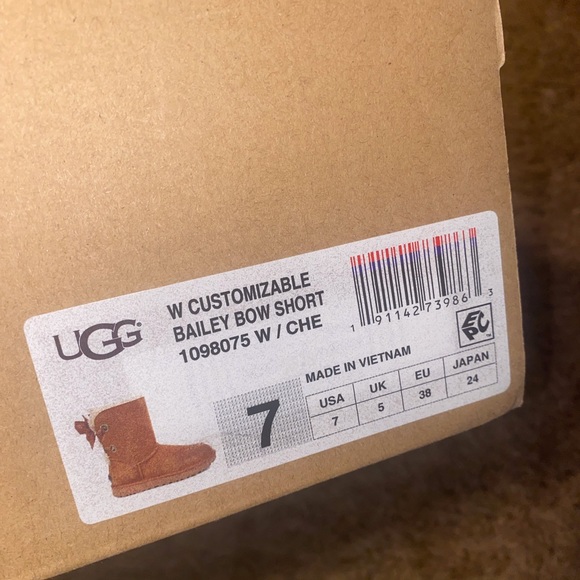 UGG
W CUSTOMIZABLE
BAILEY BOW SHORT
1098075 W / CHE
1 91142 73986 3
EPC
7
MADE IN VIETNAM
USA UK EU JAPAN
7 5 38 24